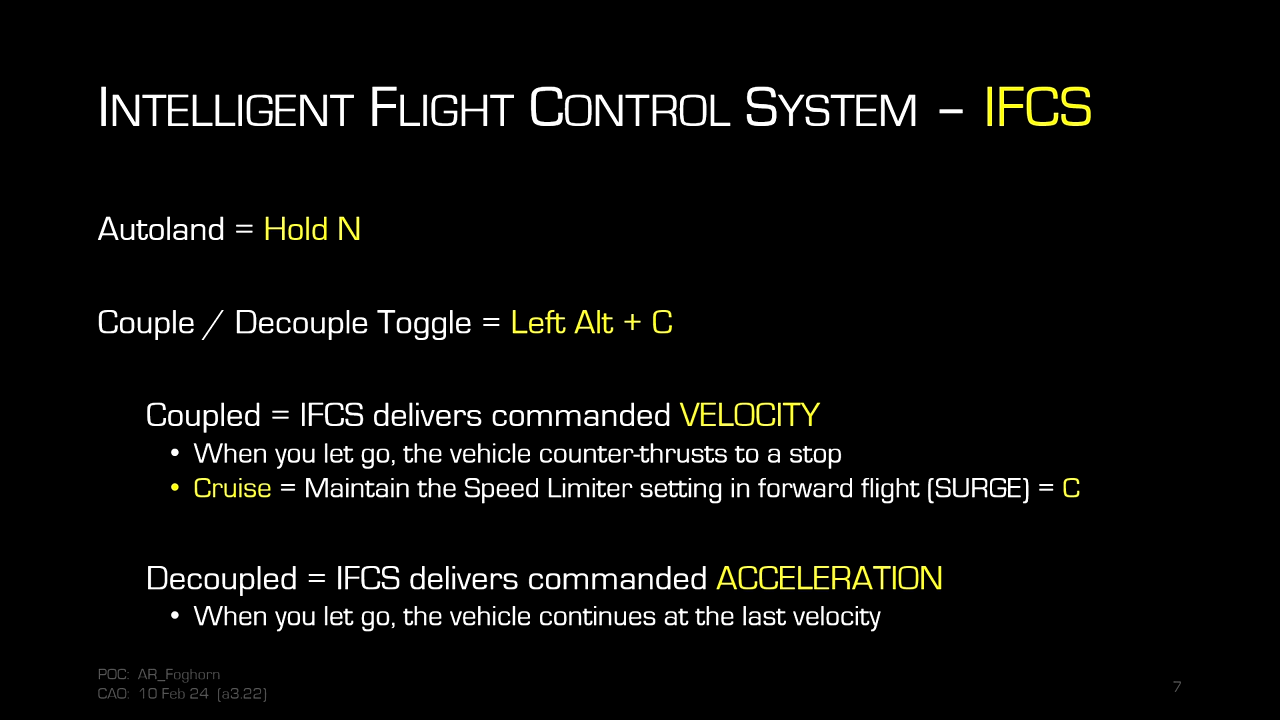 INTELLIGENT FLIGHT CONTROL SYSTEM – IFCS
Autoland = Hold N
Couple / Decouple Toggle = Left Alt + C
Coupled = IFCS delivers commanded VELOCITY
• When you let go, the vehicle counter-thrusts to a stop
• Cruise = Maintain the Speed Limiter setting in forward flight (SURGE) = C
Decoupled = IFCS delivers commanded ACCELERATION
• When you let go, the vehicle continues at the last velocity
POC: AR_Foghorn
CAO: 10 Feb 24 (a3.22)
7